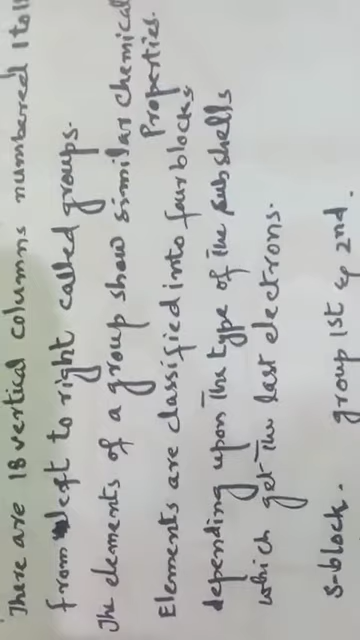 There are 18 vertical columns numbered 1 to
from left to right called groups.
The elements of a group show similar chemical
Properties.
Elements are classified into four blocks
depending upon the type of the subshells
which get the last electrons.
s-block. group 1st & 2nd.